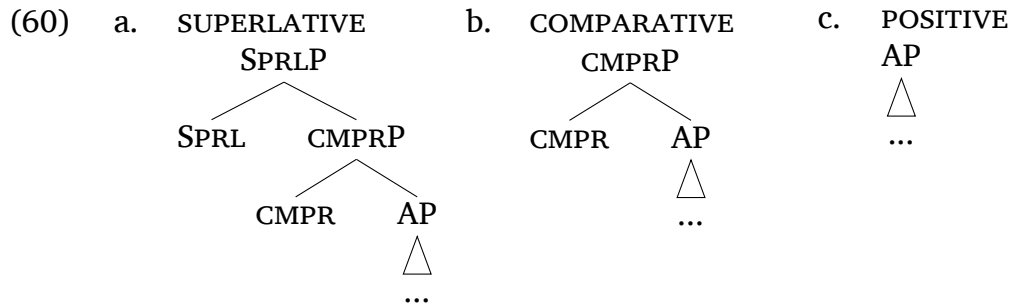 (60) a. SUPERLATIVE b. COMPARATIVE c. POSITIVE
SPRLP CMPRP AP
...
SPRL CMPRP CMPR AP
...
CMPR AP
...